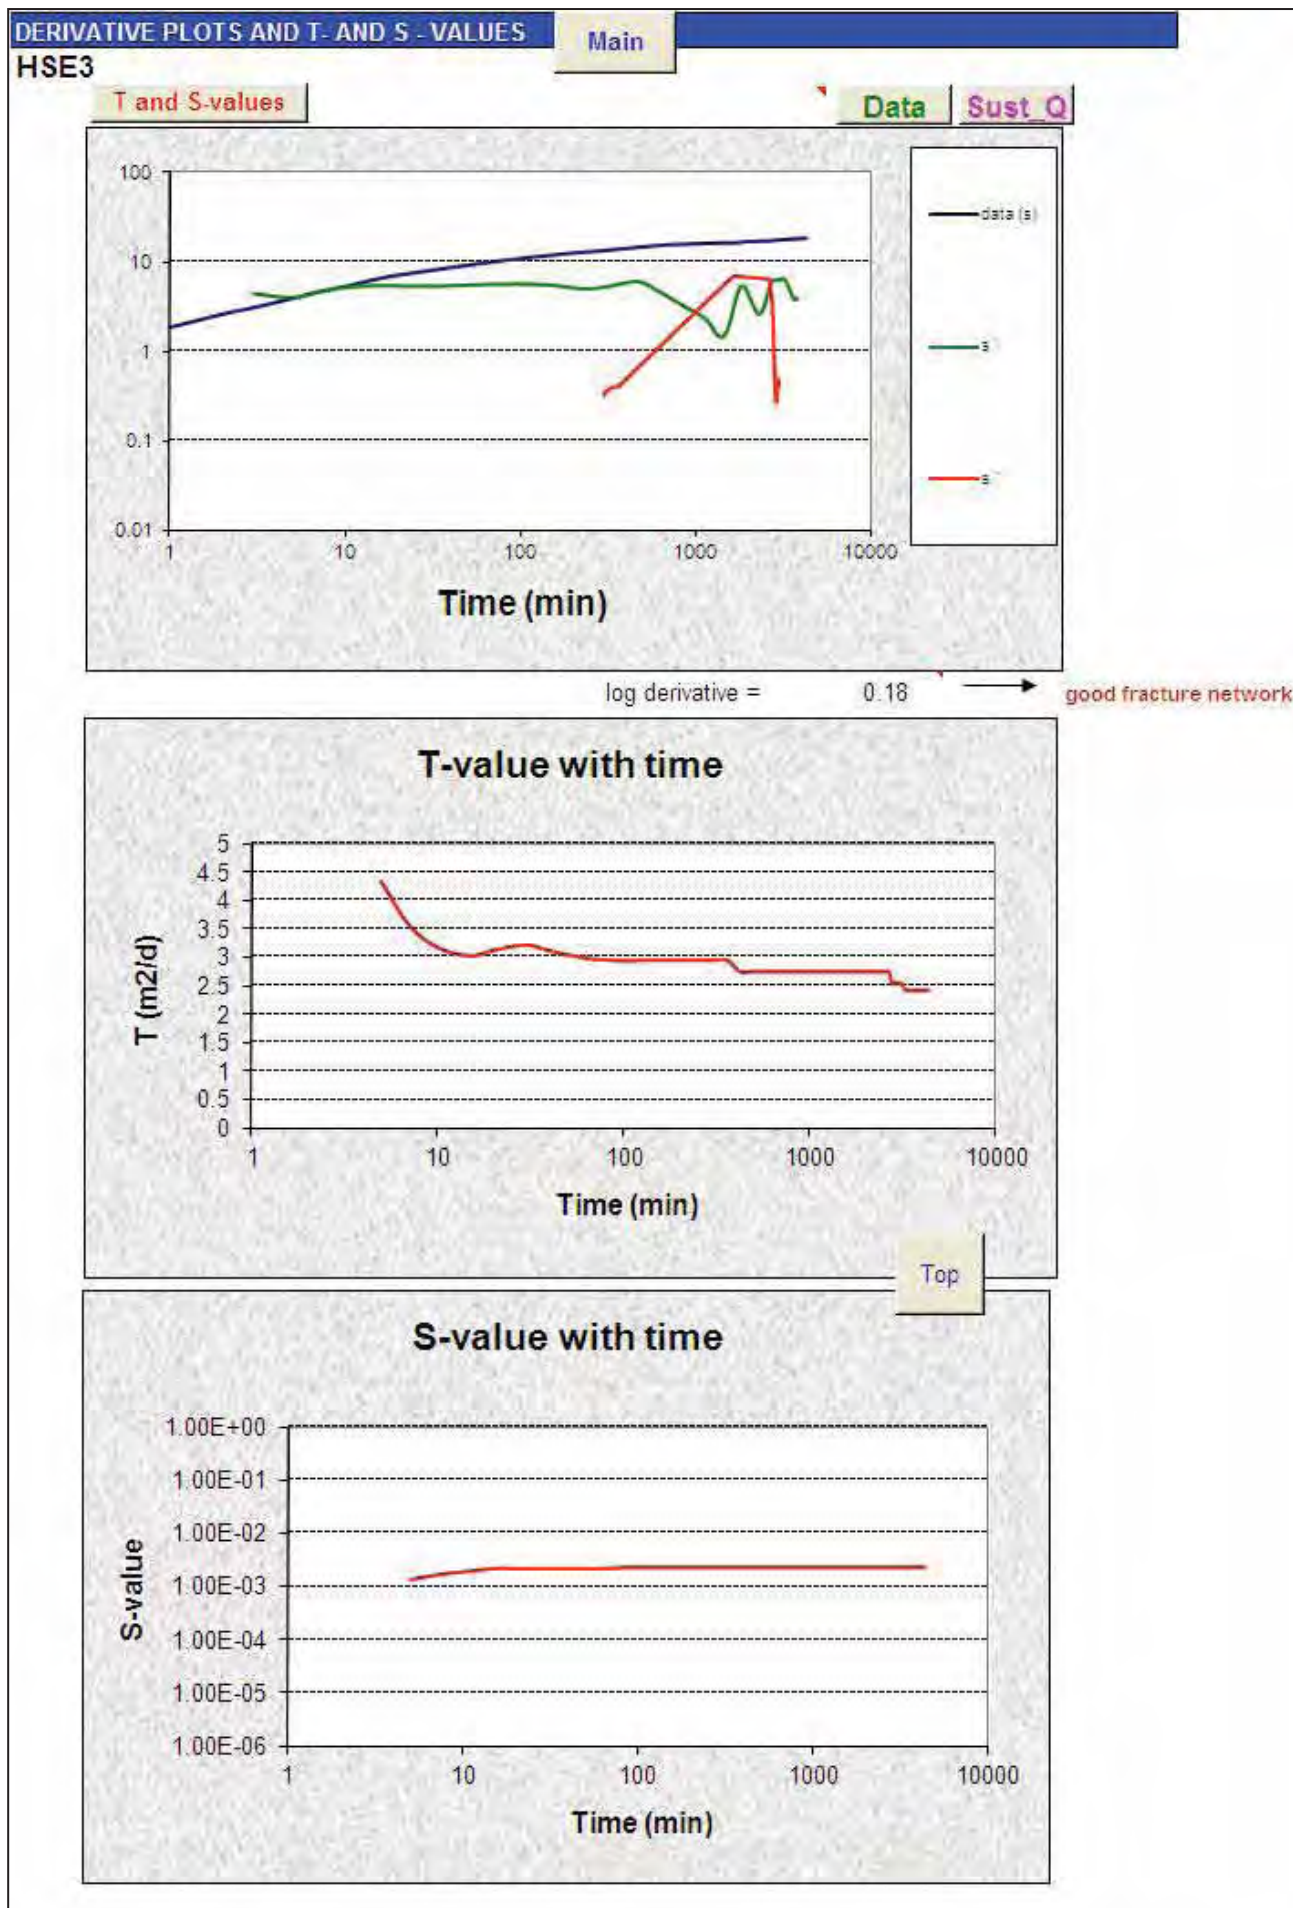 DERIVATIVE PLOTS AND T- AND S - VALUES
Main
HSE3
T and S-values
Data
Sust_Q
100
10
1
0.1
0.01
1
10
100
1000
10000
Time (min)
data (s)
s'
s''
log derivative = 0.18
good fracture network
T-value with time
5
4.5
4
3.5
3
2.5
2
1.5
1
0.5
0
T (m2/d)
1
10
100
1000
10000
Time (min)
Top
S-value with time
1.00E+00
1.00E-01
1.00E-02
1.00E-03
1.00E-04
1.00E-05
1.00E-06
S-value
1
10
100
1000
10000
Time (min)